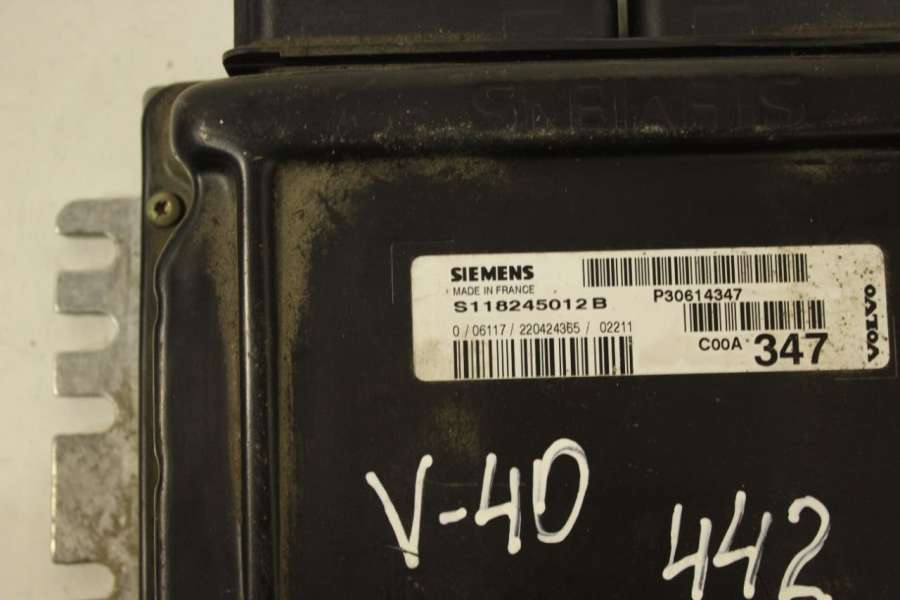 SIEMENS
MADE IN FRANCE
S118245012 B
0 / 06117 / 220424365 / 02211
P30614347
C00A 347
VOLVO
V-40
442